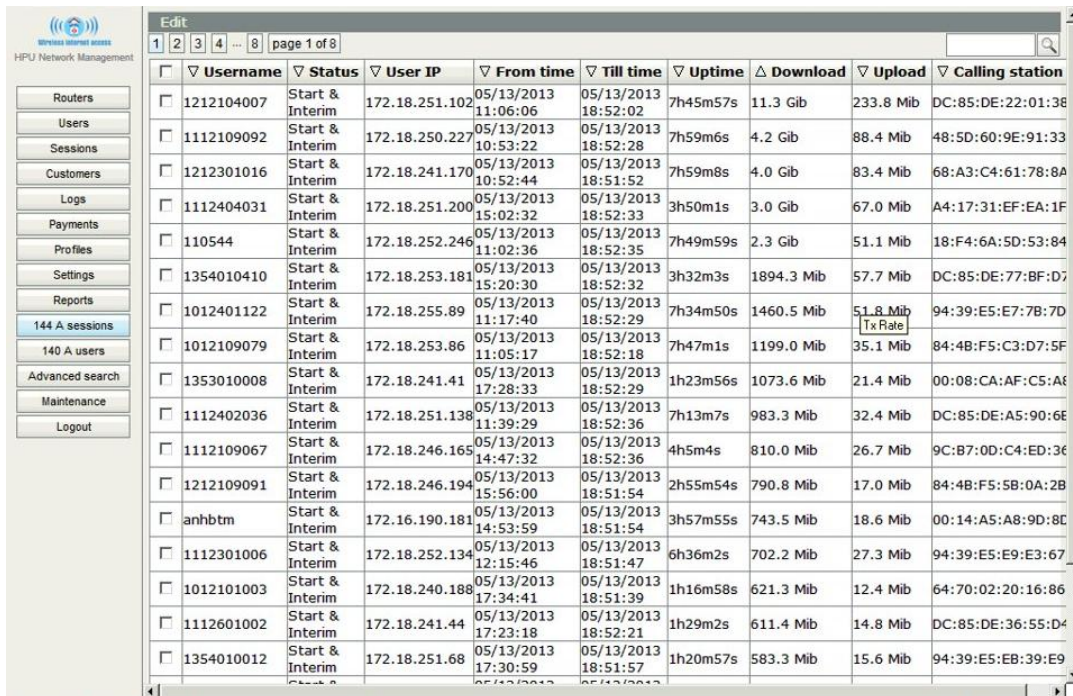 Wireless internet access
HPU Network Management
Routers
Users
Sessions
Customers
Logs
Payments
Profiles
Settings
Reports
144 A sessions
140 A users
Advanced search
Maintenance
Logout
Edit
1 2 3 4 ... 8 page 1 of 8
▽ Username ▽ Status ▽ User IP ▽ From time ▽ Till time ▽ Uptime △ Download ▽ Upload ▽ Calling station
1212104007 Start & Interim 172.18.251.102 05/13/2013 11:06:06 05/13/2013 18:52:02 7h45m57s 11.3 Gib 233.8 Mib DC:85:DE:22:01:38
1112109092 Start & Interim 172.18.250.227 05/13/2013 10:53:22 05/13/2013 18:52:28 7h59m6s 4.2 Gib 88.4 Mib 48:5D:60:9E:91:33
1212301016 Start & Interim 172.18.241.170 05/13/2013 10:52:44 05/13/2013 18:51:52 7h59m8s 4.0 Gib 83.4 Mib 68:A3:C4:61:78:8A
1112404031 Start & Interim 172.18.251.200 05/13/2013 15:02:32 05/13/2013 18:52:33 3h50m1s 3.0 Gib 67.0 Mib A4:17:31:EF:EA:1F
110544 Start & Interim 172.18.252.246 05/13/2013 11:02:36 05/13/2013 18:52:35 7h49m59s 2.3 Gib 51.1 Mib 18:F4:6A:5D:53:84
1354010410 Start & Interim 172.18.253.181 05/13/2013 15:20:30 05/13/2013 18:52:32 3h32m3s 1894.3 Mib 57.7 Mib DC:85:DE:77:BF:D7
1012401122 Start & Interim 172.18.255.89 05/13/2013 11:17:40 05/13/2013 18:52:29 7h34m50s 1460.5 Mib 51.8 Mib 94:39:E5:E7:7B:7D
Tx Rate
1012109079 Start & Interim 172.18.253.86 05/13/2013 11:05:17 05/13/2013 18:52:18 7h47m1s 1199.0 Mib 35.1 Mib 84:4B:F5:C3:D7:5F
1353010008 Start & Interim 172.18.241.41 05/13/2013 17:28:33 05/13/2013 18:52:29 1h23m56s 1073.6 Mib 21.4 Mib 00:08:CA:AF:C5:A8
1112402036 Start & Interim 172.18.251.138 05/13/2013 11:39:29 05/13/2013 18:52:36 7h13m7s 983.3 Mib 32.4 Mib DC:85:DE:A5:90:6E
1112109067 Start & Interim 172.18.246.165 05/13/2013 14:47:32 05/13/2013 18:52:36 4h5m4s 810.0 Mib 26.7 Mib 9C:B7:0D:C4:ED:36
1212109091 Start & Interim 172.18.246.194 05/13/2013 15:56:00 05/13/2013 18:51:54 2h55m54s 790.8 Mib 17.0 Mib 84:4B:F5:5B:0A:2B
anhbtm Start & Interim 172.16.190.181 05/13/2013 14:53:59 05/13/2013 18:51:54 3h57m55s 743.5 Mib 18.6 Mib 00:14:A5:A8:9D:8D
1112301006 Start & Interim 172.18.252.134 05/13/2013 12:15:46 05/13/2013 18:51:47 6h36m2s 702.2 Mib 27.3 Mib 94:39:E5:E9:E3:67
1012101003 Start & Interim 172.18.240.188 05/13/2013 17:34:41 05/13/2013 18:51:39 1h16m58s 621.3 Mib 12.4 Mib 64:70:02:20:16:86
1112601002 Start & Interim 172.18.241.44 05/13/2013 17:23:18 05/13/2013 18:52:21 1h29m2s 611.4 Mib 14.8 Mib DC:85:DE:36:55:D4
1354010012 Start & Interim 172.18.251.68 05/13/2013 17:30:59 05/13/2013 18:51:57 1h20m57s 583.3 Mib 15.6 Mib 94:39:E5:EB:39:E9